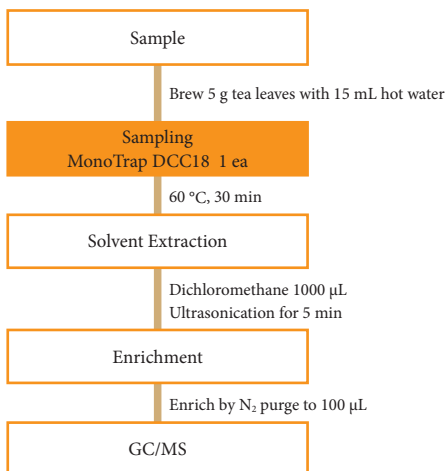 Sample
Brew 5 g tea leaves with 15 mL hot water
Sampling
MonoTrap DCC18 1 ea
60 °C, 30 min
Solvent Extraction
Dichloromethane 1000 µL
Ultrasonication for 5 min
Enrichment
Enrich by N₂ purge to 100 µL
GC/MS